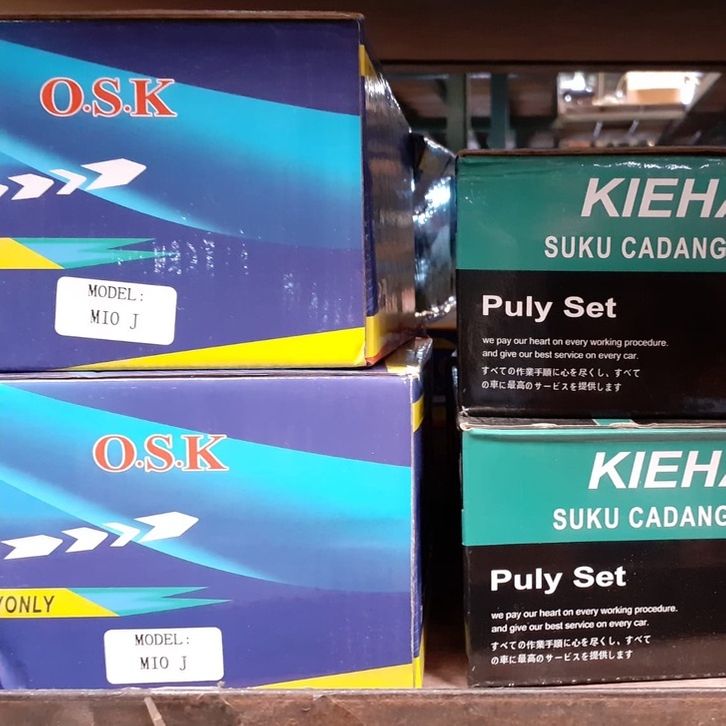 O.S.K
MODEL:
MIO J
O.S.K
MODEL:
MIO J
KIEHA
SUKU CADANG
Puly Set
we pay our heart on every working procedure.
and give our best service on every car.
すべての作業手順に心を尽くし、すべて
の車に最高のサービスを提供します
KIEHA
SUKU CADANG
Puly Set
we pay our heart on every working procedure.
and give our best service on every car.
すべての作業手順に心を尽くし、すべて
の車に最高のサービスを提供します